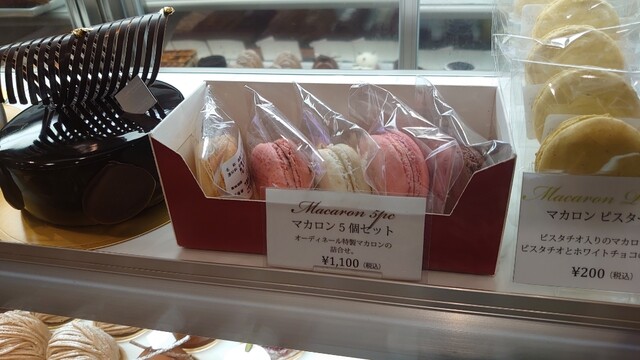 Macaron 5pc
マカロン 5個セット
オーディネール特製マカロンの
詰合せ。
¥1,100(税込)
Macaron
マカロン ピスタ
ピスタチオ入りのマカロ
ピスタチオとホワイトチョコ
¥200(税込)